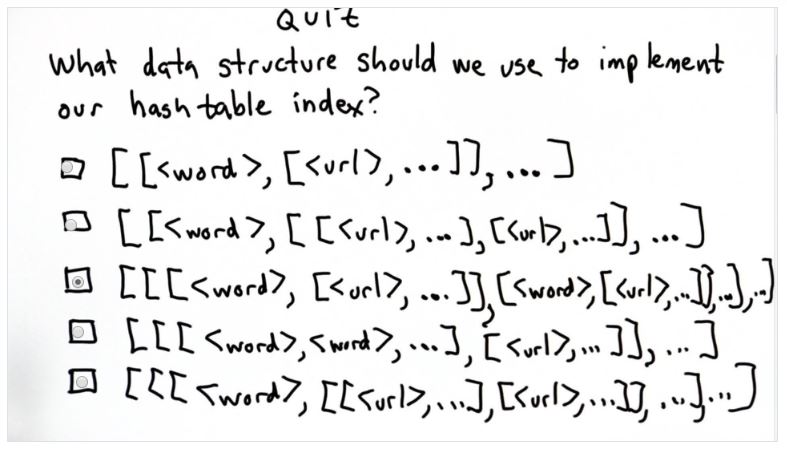 QUIZ
What data structure should we use to implement
our hash table index?
[[<word>, [<url>, ...]], ...]
[[<word>, [[<url>, ...], [<url>, ...]], ...]
[[[<word>, [<url>, ...]], [<word>, [<url>, ...]], ...], ...]
[[[<word>, <word>, ...], [<url>, ...]], ...]
[[[<word>, [[<url>, ...], [<url>, ...]], ...], ...]